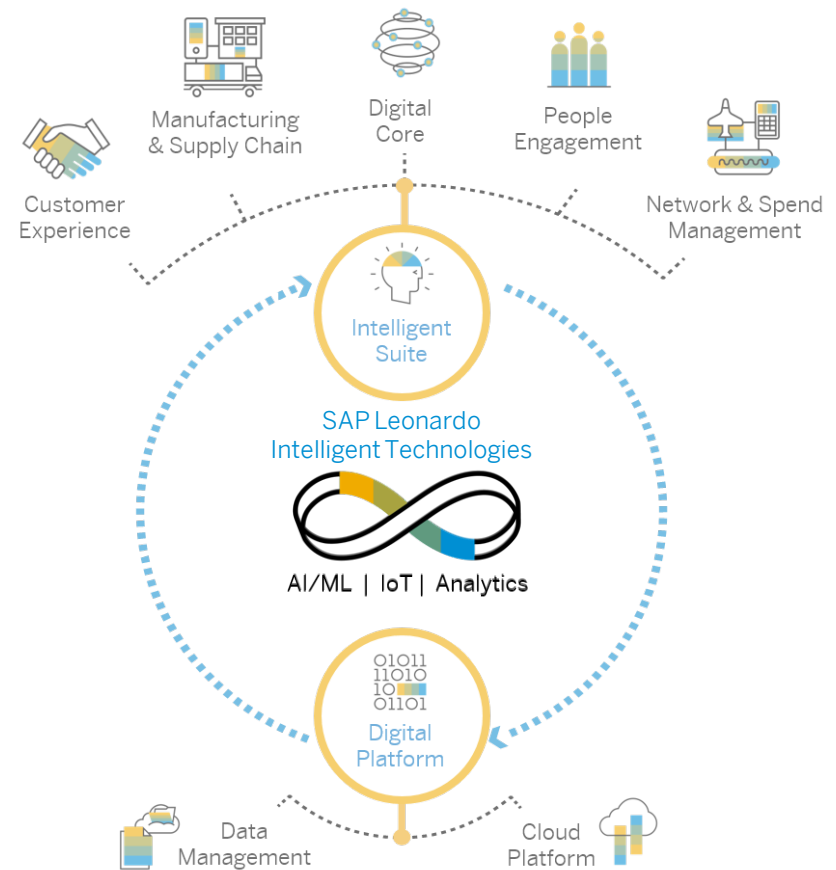 Digital
Core
Manufacturing
& Supply Chain
People
Engagement
Customer
Experience
Network & Spend
Management
Intelligent
Suite
SAP Leonardo
Intelligent Technologies
AI/ML | IoT | Analytics
01011
11010
10
01101
Digital
Platform
Data
Management
Cloud
Platform